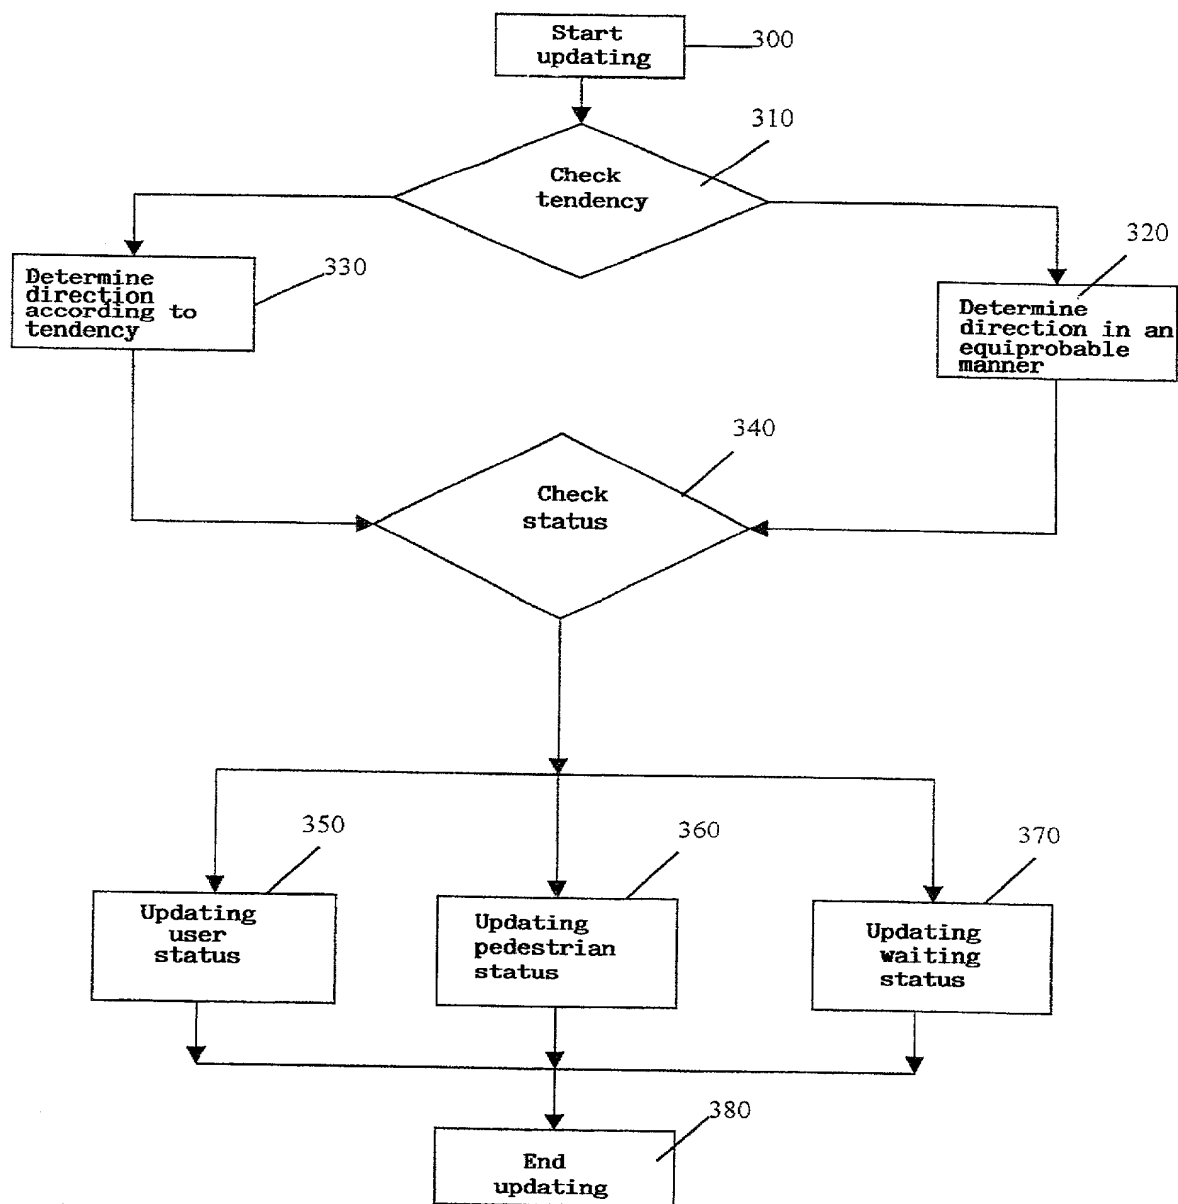 Start
updating
300
310
Check
tendency
320
330
Determine
direction
according to
tendency
Determine
direction in an
equiprobable
manner
340
Check
status
350
360
370
Updating
user
status
Updating
pedestrian
status
Updating
waiting
status
380
End
updating